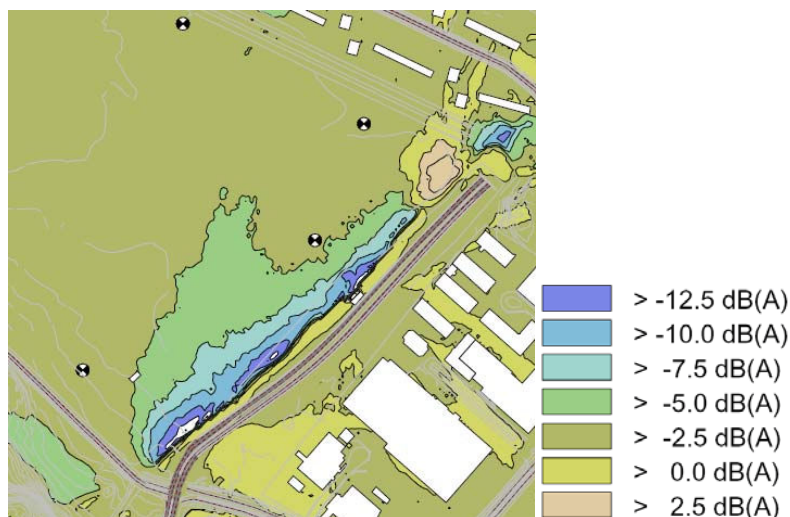 > -12.5 dB(A)
> -10.0 dB(A)
> -7.5 dB(A)
> -5.0 dB(A)
> -2.5 dB(A)
> 0.0 dB(A)
> 2.5 dB(A)